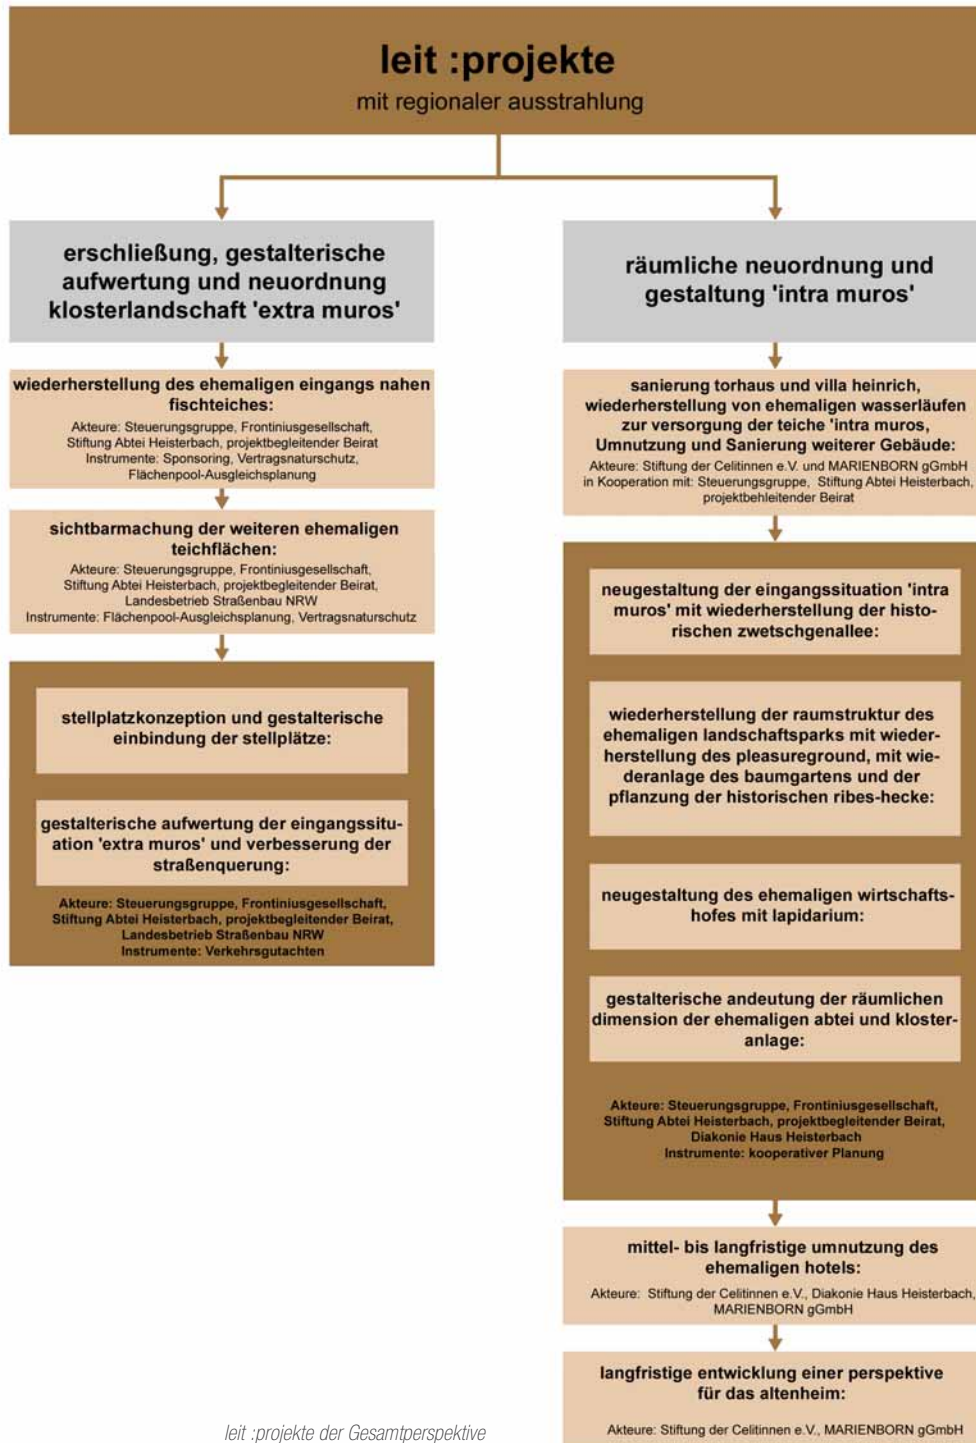 leit :projekte
mit regionaler ausstrahlung
erschließung, gestalterische
aufwertung und neuordnung
klosterlandschaft 'extra muros'
wiederherstellung des ehemaligen eingangs nahen
fischteiches:
Akteure: Steuerungsgruppe, Frontiniusgesellschaft,
Stiftung Abtei Heisterbach, projektbegleitender Beirat
Instrumente: Sponsoring, Vertragsnaturschutz,
Flächenpool-Ausgleichsplanung
sichtbarmachung der weiteren ehemaligen
teichflächen:
Akteure: Steuerungsgruppe, Frontiniusgesellschaft,
Stiftung Abtei Heisterbach, projektbegleitender Beirat,
Landesbetrieb Straßenbau NRW
Instrumente: Flächenpool-Ausgleichsplanung, Vertragsnaturschutz
stellplatzkonzeption und gestalterische
einbindung der stellplätze:
gestalterische aufwertung der eingangssitu-
ation 'extra muros' und verbesserung der
straßenquerung:
Akteure: Steuerungsgruppe, Frontiniusgesellschaft,
Stiftung Abtei Heisterbach, projektbegleitender Beirat,
Landesbetrieb Straßenbau NRW
Instrumente: Verkehrsgutachten
räumliche neuordnung und
gestaltung 'intra muros'
sanierung torhaus und villa heinrich,
wiederherstellung von ehemaligen wasserläufen
zur versorgung der teiche 'intra muros,
Umnutzung und Sanierung weiterer Gebäude:
Akteure: Stiftung der Celitinnen e.V. und MARIENBORN gGmbH
in Kooperation mit: Steuerungsgruppe, Stiftung Abtei Heisterbach,
projektbehleitender Beirat
neugestaltung der eingangssituation 'intra
muros' mit wiederherstellung der histo-
rischen zwetschgenallee:
wiederherstellung der raumstruktur des
ehemaligen landschaftsparks mit wieder-
herstellung des pleasureground, mit wie-
deranlage des baumgartens und der
pflanzung der historischen ribes-hecke:
neugestaltung des ehemaligen wirtschafts-
hofes mit lapidarium:
gestalterische andeutung der räumlichen
dimension der ehemaligen abtei und kloster-
anlage:
Akteure: Steuerungsgruppe, Frontiniusgesellschaft,
Stiftung Abtei Heisterbach, projektbegleitender Beirat,
Diakonie Haus Heisterbach
Instrumente: kooperativer Planung
mittel- bis langfristige umnutzung des
ehemaligen hotels:
Akteure: Stiftung der Celitinnen e.V., Diakonie Haus Heisterbach,
MARIENBORN gGmbH
langfristige entwicklung einer perspektive
für das altenheim:
Akteure: Stiftung der Celitinnen e.V., MARIENBORN gGmbH
leit :projekte der Gesamtperspektive